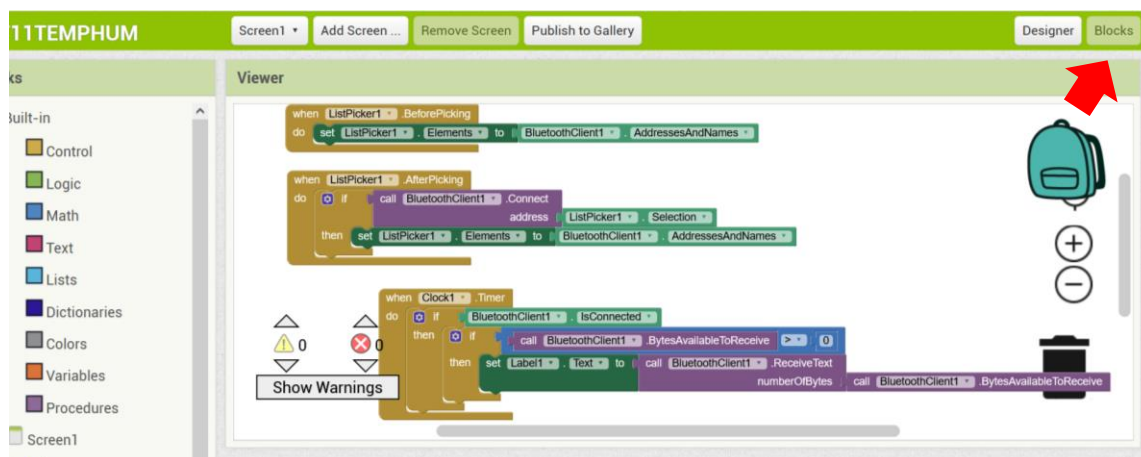 11TEMPHUM Screen1 Add Screen ... Remove Screen Publish to Gallery Designer Blocks
ks Viewer
Built-in
Control
Logic
Math
Text
Lists
Dictionaries
Colors
Variables
Procedures
Screen1
when ListPicker1 .BeforePicking
do set ListPicker1 . Elements to BluetoothClient1 . AddressesAndNames
when ListPicker1 .AfterPicking
do if call BluetoothClient1 .Connect
address ListPicker1 . Selection
then set ListPicker1 . Elements to BluetoothClient1 . AddressesAndNames
when Clock1 .Timer
do if BluetoothClient1 . IsConnected
then if call BluetoothClient1 .BytesAvailableToReceive > 0
then set Label1 . Text to call BluetoothClient1 .ReceiveText
numberOfBytes call BluetoothClient1 .BytesAvailableToReceive
0 0
Show Warnings